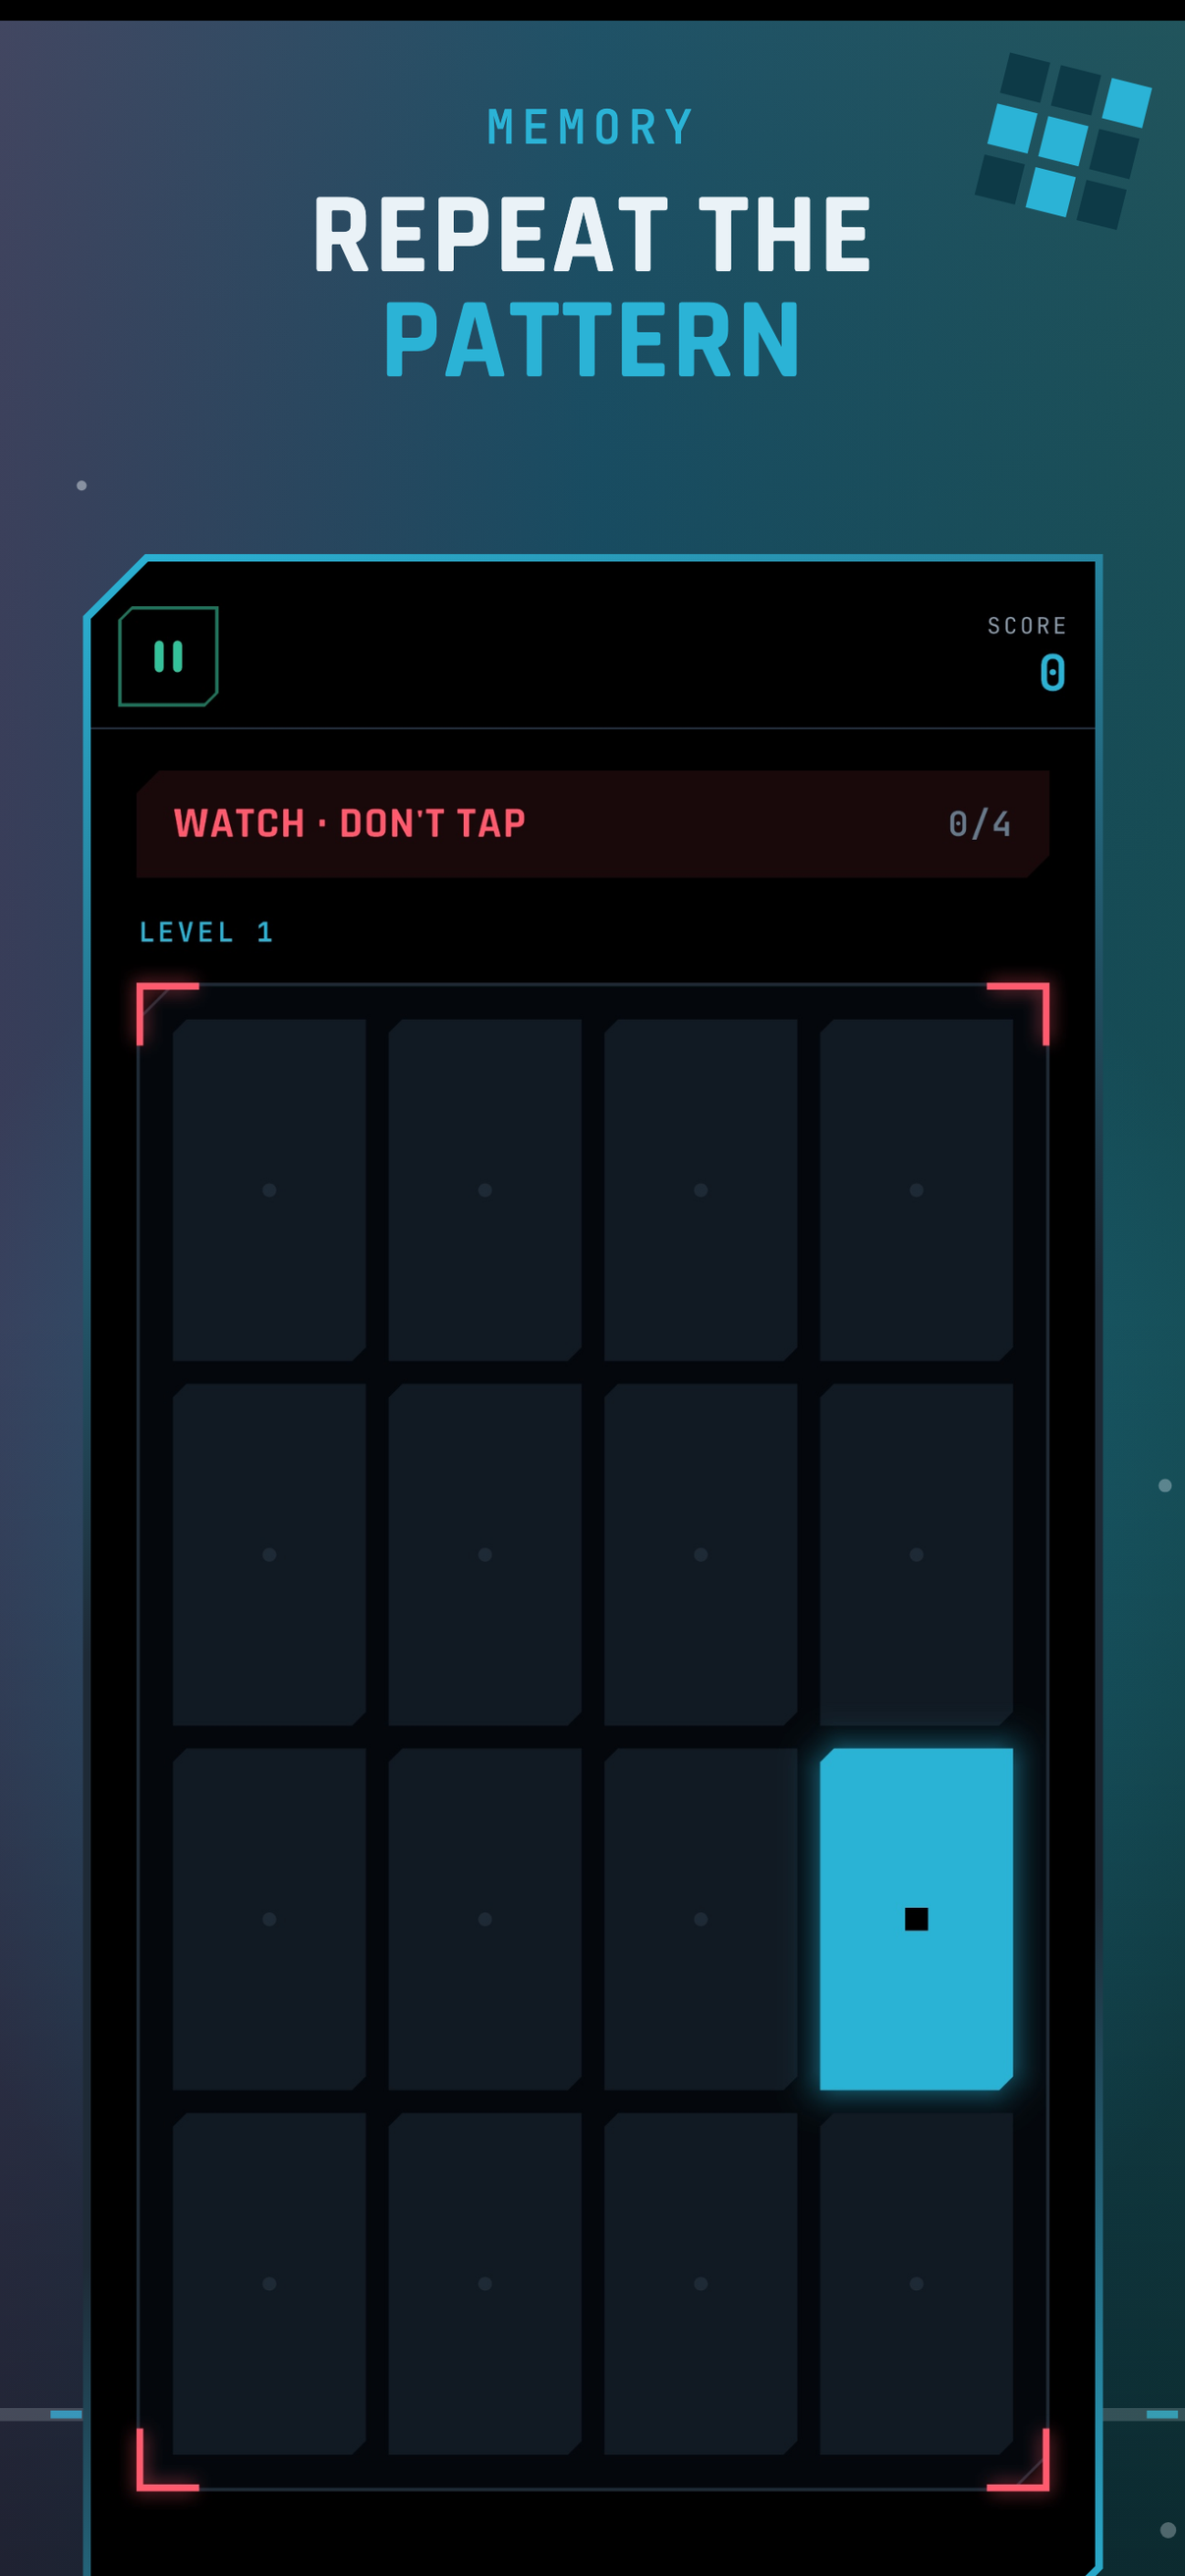 MEMORY
REPEAT THE
PATTERN
SCORE
0
WATCH · DON'T TAP 0/4
LEVEL 1